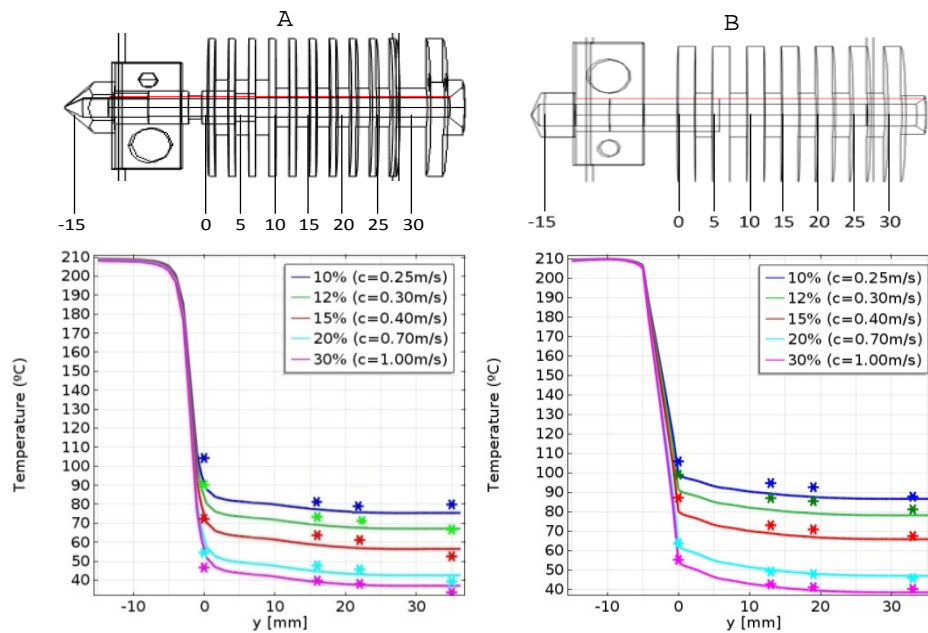 A
B
-15 0 5 10 15 20 25 30
-15 0 5 10 15 20 25 30
210
200
190
180
170
160
150
140
130
120
110
100
90
80
70
60
50
40
Temperature (ºC)
10% (c=0.25m/s)
12% (c=0.30m/s)
15% (c=0.40m/s)
20% (c=0.70m/s)
30% (c=1.00m/s)
-10 0 10 20 30
y [mm]
210
200
190
180
170
160
150
140
130
120
110
100
90
80
70
60
50
40
Temperature (ºC)
10% (c=0.25m/s)
12% (c=0.30m/s)
15% (c=0.40m/s)
20% (c=0.70m/s)
30% (c=1.00m/s)
-10 0 10 20 30
y [mm]